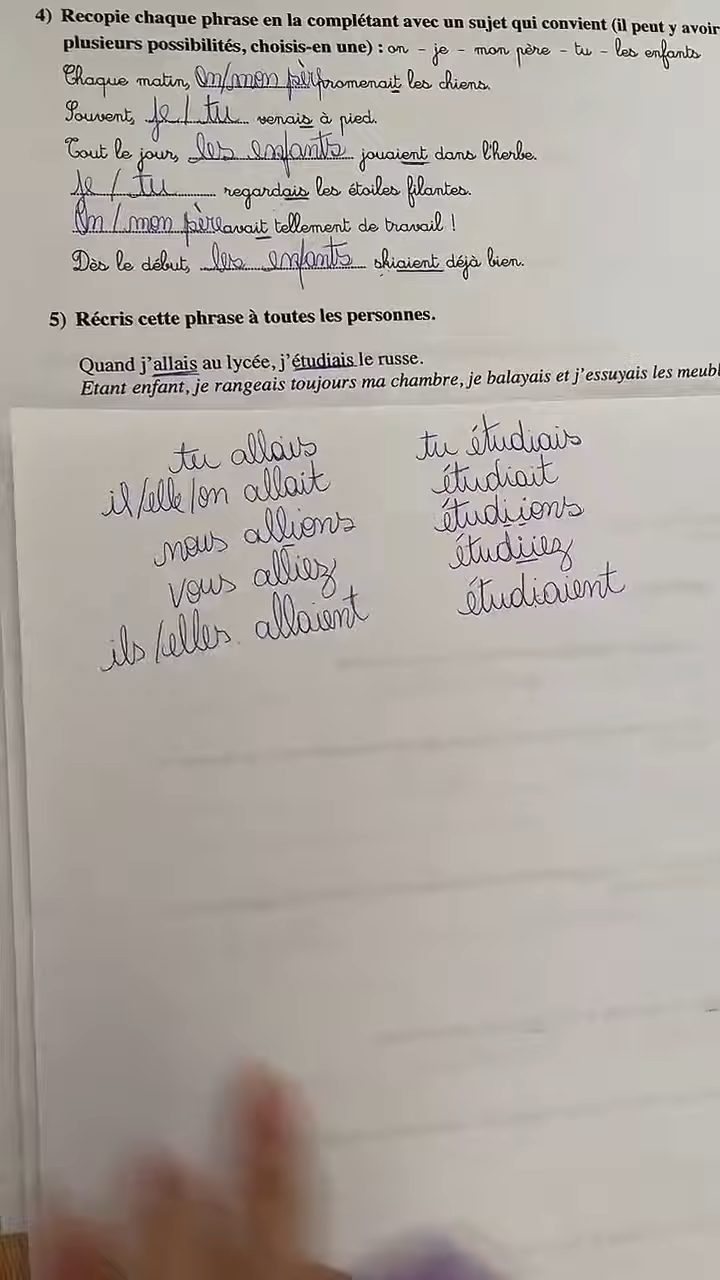 4) Recopie chaque phrase en la complétant avec un sujet qui convient (il peut y avoir
plusieurs possibilités, choisis-en une) : on - je - mon père - tu - les enfants
Chaque matin, On/mon père promenait les chiens.
Souvent, je / tu venais à pied.
Tout le jour, les enfants jouaient dans l'herbe.
Je / tu regardais les étoiles filantes.
On / mon père avait tellement de travail !
Dès le début, les enfants skiaient déjà bien.
5) Récris cette phrase à toutes les personnes.
Quand j'allais au lycée, j'étudiais le russe.
Etant enfant, je rangeais toujours ma chambre, je balayais et j'essuyais les meubl
tu allais tu étudiais
il/elle/on allait étudiait
nous allions étudiions
vous alliez étudiiez
ils/elles allaient étudiaient